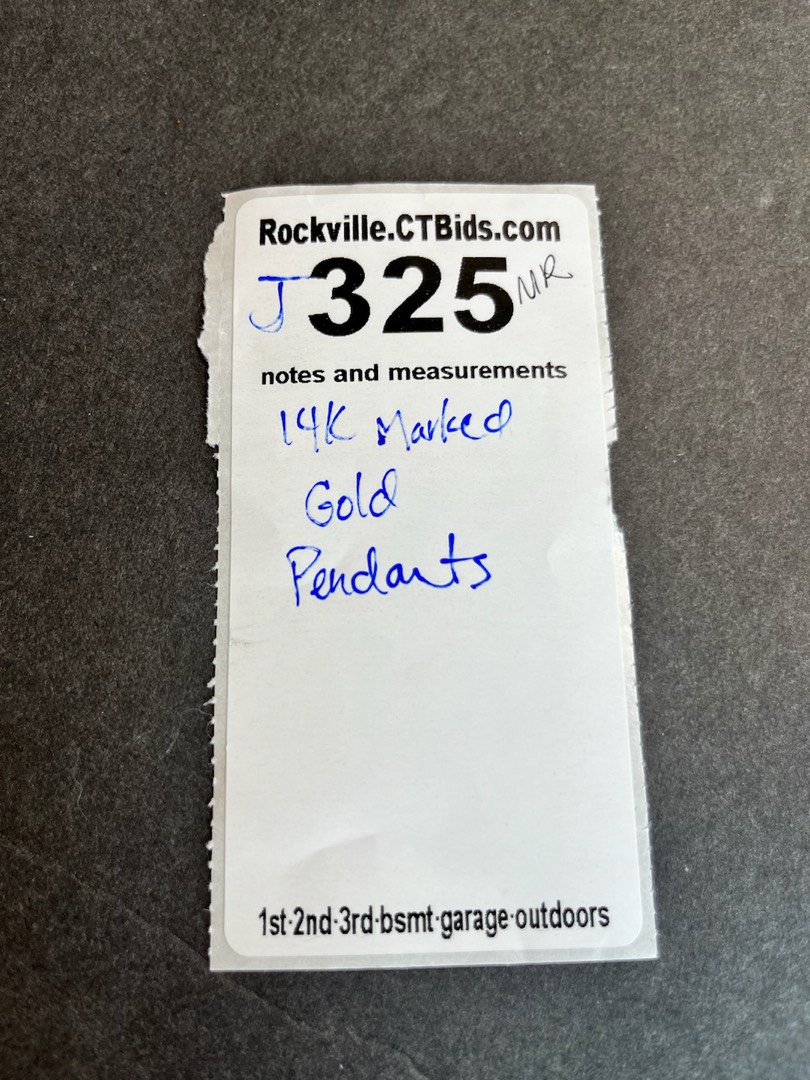 Rockville.CTBids.com
J325 MR
notes and measurements
14K Marked
Gold
Pendants
1st·2nd·3rd·bsmt·garage·outdoors